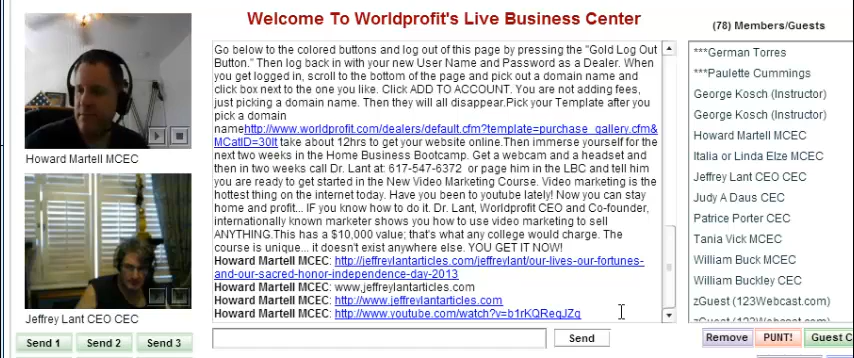 Welcome To Worldprofit's Live Business Center
(78) Members/Guests
Howard Martell MCEC
Jeffrey Lant CEO CEC
Send 1
Send 2
Send 3
Go below to the colored buttons and log out of this page by pressing the "Gold Log Out
Button." Then log back in with your new User Name and Password as a Dealer. When
you get logged in, scroll to the bottom of the page and pick out a domain name and
click box next to the one you like. Click ADD TO ACCOUNT. You are not adding fees,
just picking a domain name. Then they will all disappear.Pick your Template after you
pick a domain
namehttp://www.worldprofit.com/dealers/default.cfm?template=purchase_gallery.cfm&
MCatID=30It take about 12hrs to get your website online.Then immerse yourself for the
next two weeks in the Home Business Bootcamp. Get a webcam and a headset and
then in two weeks call Dr. Lant at: 617-547-6372 or page him in the LBC and tell him
you are ready to get started in the New Video Marketing Course. Video marketing is the
hottest thing on the internet today. Have you been to youtube lately! Now you can stay
home and profit... IF you know how to do it. Dr. Lant, Worldprofit CEO and Co-founder,
internationally known marketer shows you how to use video marketing to sell
ANYTHING.This has a $10,000 value; that's what any college would charge. The
course is unique... it doesn't exist anywhere else. YOU GET IT NOW!
Howard Martell MCEC: http://jeffreylantarticles.com/jeffreylant/our-lives-our-fortunes-
and-our-sacred-honor-independence-day-2013
Howard Martell MCEC: www.jeffreylantarticles.com
Howard Martell MCEC: http://www.jeffreylantarticles.com
Howard Martell MCEC: http://www.youtube.com/watch?v=b1rKQReqJZg
Send
***German Torres
***Paulette Cummings
George Kosch (Instructor)
George Kosch (Instructor)
Howard Martell MCEC
Italia or Linda Elze MCEC
Jeffrey Lant CEO CEC
Judy A Daus CEC
Patrice Porter CEC
Tania Vick MCEC
William Buck MCEC
William Buckley CEC
zGuest (123Webcast.com)
zGuest (123Webcast.com)
Remove
PUNT!
Guest C